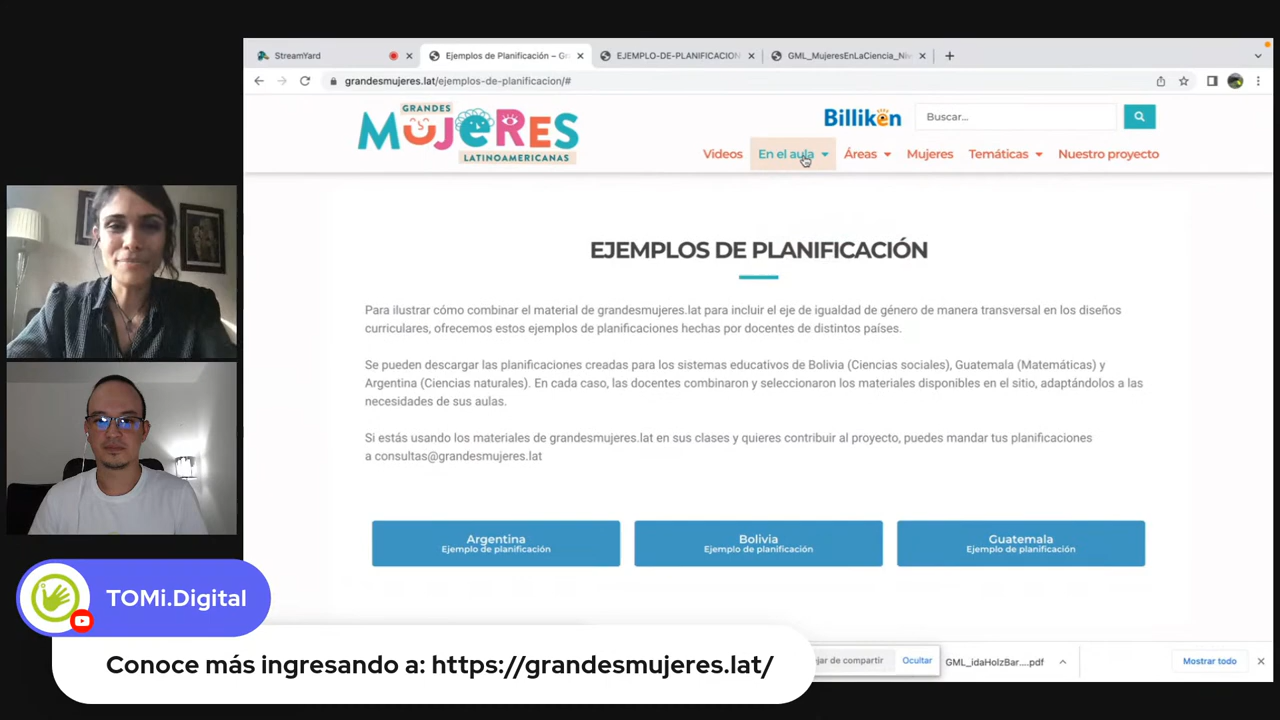 StreamYard
Ejemplos de Planificación – G
EJEMPLO-DE-PLANIFICACION
GML_MujeresEnLaCiencia_Niv
grandesmujeres.lat/ejemplos-de-planificacion/#
GRANDES
MUJERES
LATINOAMERICANAS
Billiken
Buscar...
Videos
En el aula
Áreas
Mujeres
Temáticas
Nuestro proyecto
EJEMPLOS DE PLANIFICACIÓN
Para ilustrar cómo combinar el material de grandesmujeres.lat para incluir el eje de igualdad de género de manera transversal en los diseños
curriculares, ofrecemos estos ejemplos de planificaciones hechas por docentes de distintos países.
Se pueden descargar las planificaciones creadas para los sistemas educativos de Bolivia (Ciencias sociales), Guatemala (Matemáticas) y
Argentina (Ciencias naturales). En cada caso, las docentes combinaron y seleccionaron los materiales disponibles en el sitio, adaptándolos a las
necesidades de sus aulas.
Si estás usando los materiales de grandesmujeres.lat en sus clases y quieres contribuir al proyecto, puedes mandar tus planificaciones
a consultas@grandesmujeres.lat
Argentina
Ejemplo de planificación
Bolivia
Ejemplo de planificación
Guatemala
Ejemplo de planificación
TOMi.Digital
Conoce más ingresando a: https://grandesmujeres.lat/
jar de compartir
Ocultar
GML_idaHolzBar....pdf
Mostrar todo